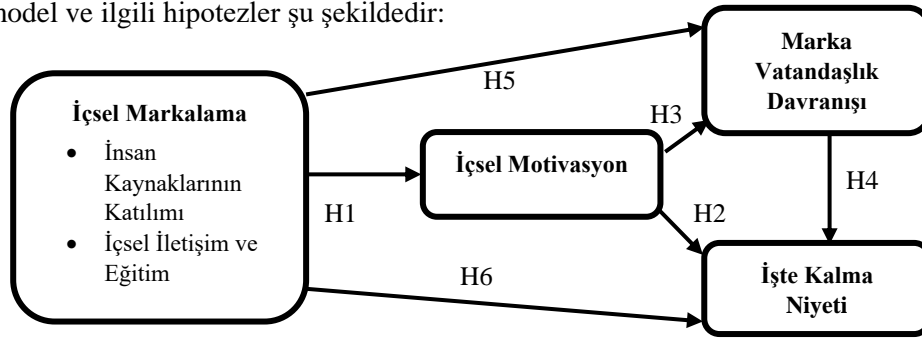 model ve ilgili hipotezler şu şekildedir:
İçsel Markalama
• İnsan
Kaynaklarının
Katılımı
• İçsel İletişim ve
Eğitim
H5
H1
H6
İçsel Motivasyon
H3
H2
Marka
Vatandaşlık
Davranışı
H4
İşte Kalma
Niyeti